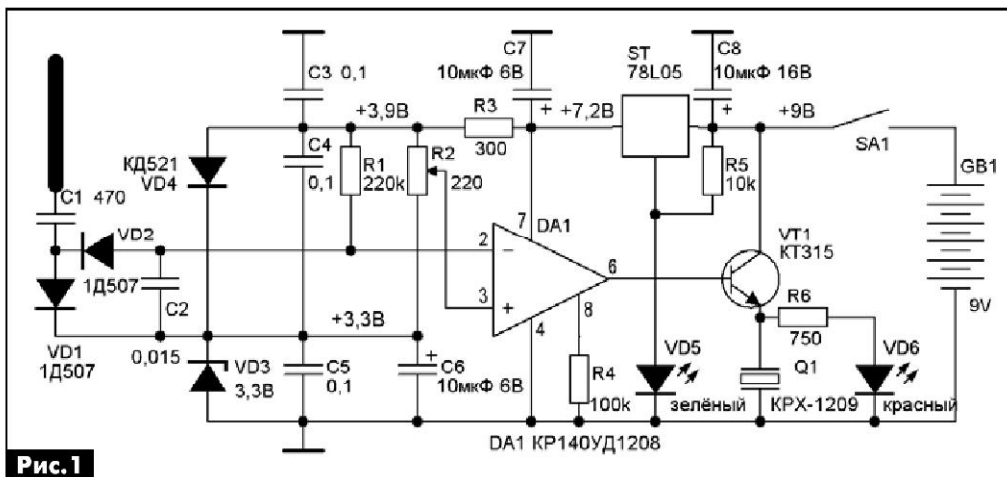 C3 0,1
C7
10мкФ 6В
ST
78L05
C8
10мкФ 16В
+3,9В
R3
300
+7,2В
+9В
SA1
GB1
9V
КД521
VD4
C4
0,1
R1
220k
R2
220
R5
10k
C1 470
VD2
1Д507
C2
0,015
VD1
1Д507
2
3
7
DA1
6
4
8
VT1
КТ315
R6
750
+3,3В
VD3
3,3В
C5
0,1
C6
+
10мкФ 6В
R4
100k
VD5
зелёный
Q1
КРХ-1209
VD6
красный
DA1 КР140УД1208
Рис.1